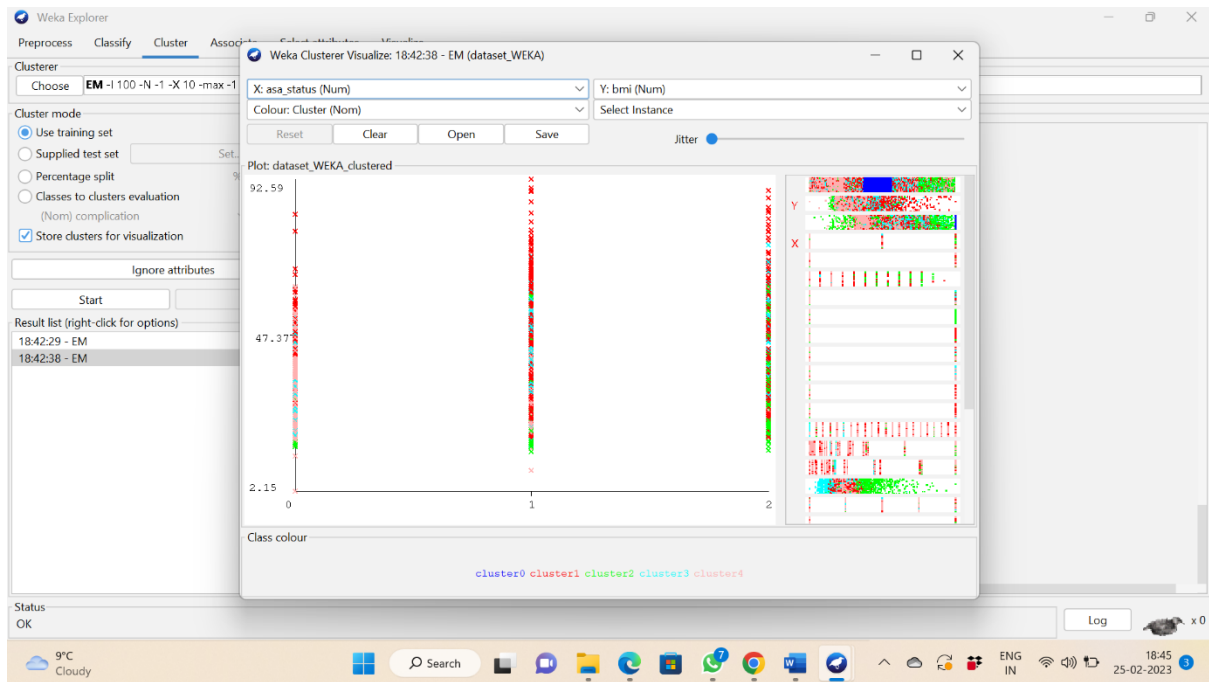 Weka Explorer
Preprocess Classify Cluster Associate
Weka Clusterer Visualize: 18:42:38 - EM (dataset_WEKA)
Clusterer
Choose EM -I 100 -N -1 -X 10 -max -1
X: asa_status (Num) Y: bmi (Num)
Colour: Cluster (Nom) Select Instance
Reset Clear Open Save Jitter
Cluster mode
Use training set
Supplied test set Set...
Percentage split
Classes to clusters evaluation
(Nom) complication
Store clusters for visualization
Ignore attributes
Start
Result list (right-click for options)
18:42:29 - EM
18:42:38 - EM
Plot: dataset_WEKA_clustered
92.59
47.37
2.15
0 1 2
Y
X
Class colour
cluster0 cluster1 cluster2 cluster3 cluster4
Status
OK
Log x 0
9°C
Cloudy
Search
7
ENG
IN
18:45
25-02-2023
3